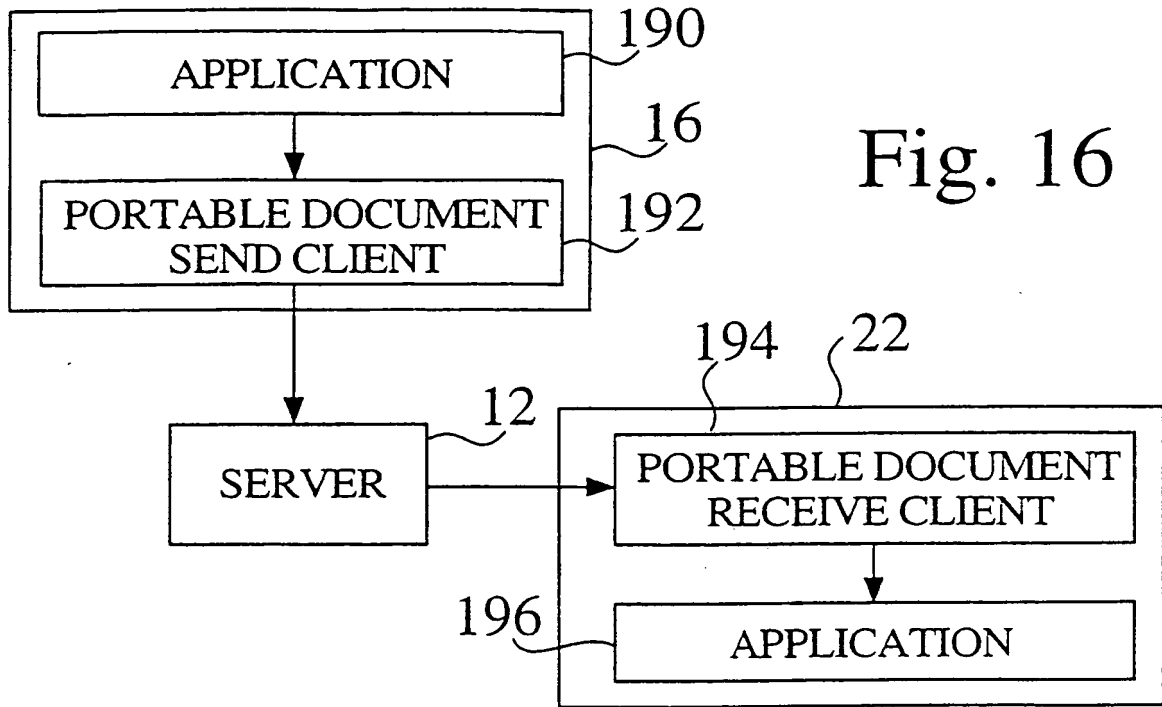 190
APPLICATION
16
Fig. 16
PORTABLE DOCUMENT
SEND CLIENT
192
194
22
12
SERVER
PORTABLE DOCUMENT
RECEIVE CLIENT
196
APPLICATION